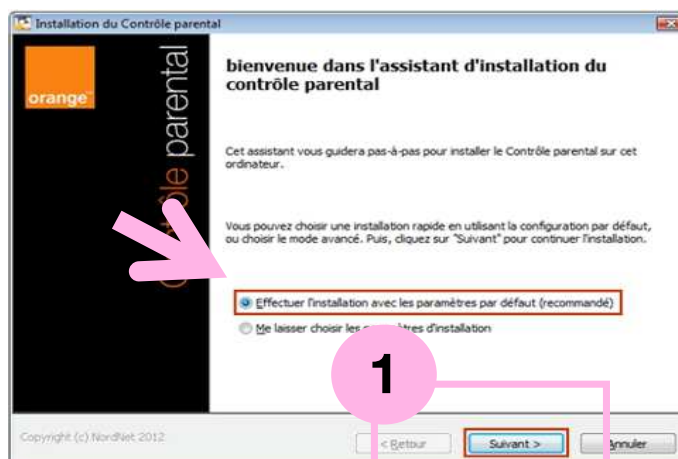 Installation du Contrôle parental
orange™
Contrôle parental
bienvenue dans l'assistant d'installation du
contrôle parental
Cet assistant vous guidera pas-à-pas pour installer le Contrôle parental sur cet
ordinateur.
Vous pouvez choisir une installation rapide en utilisant la configuration par défaut,
ou choisir le mode avancé. Puis, cliquez sur "Suivant" pour continuer l'installation.
Effectuer l'installation avec les paramètres par défaut (recommandé)
Me laisser choisir les paramètres d'installation
1
Copyright (c) NordNet 2012
< Retour
Suivant >
Annuler